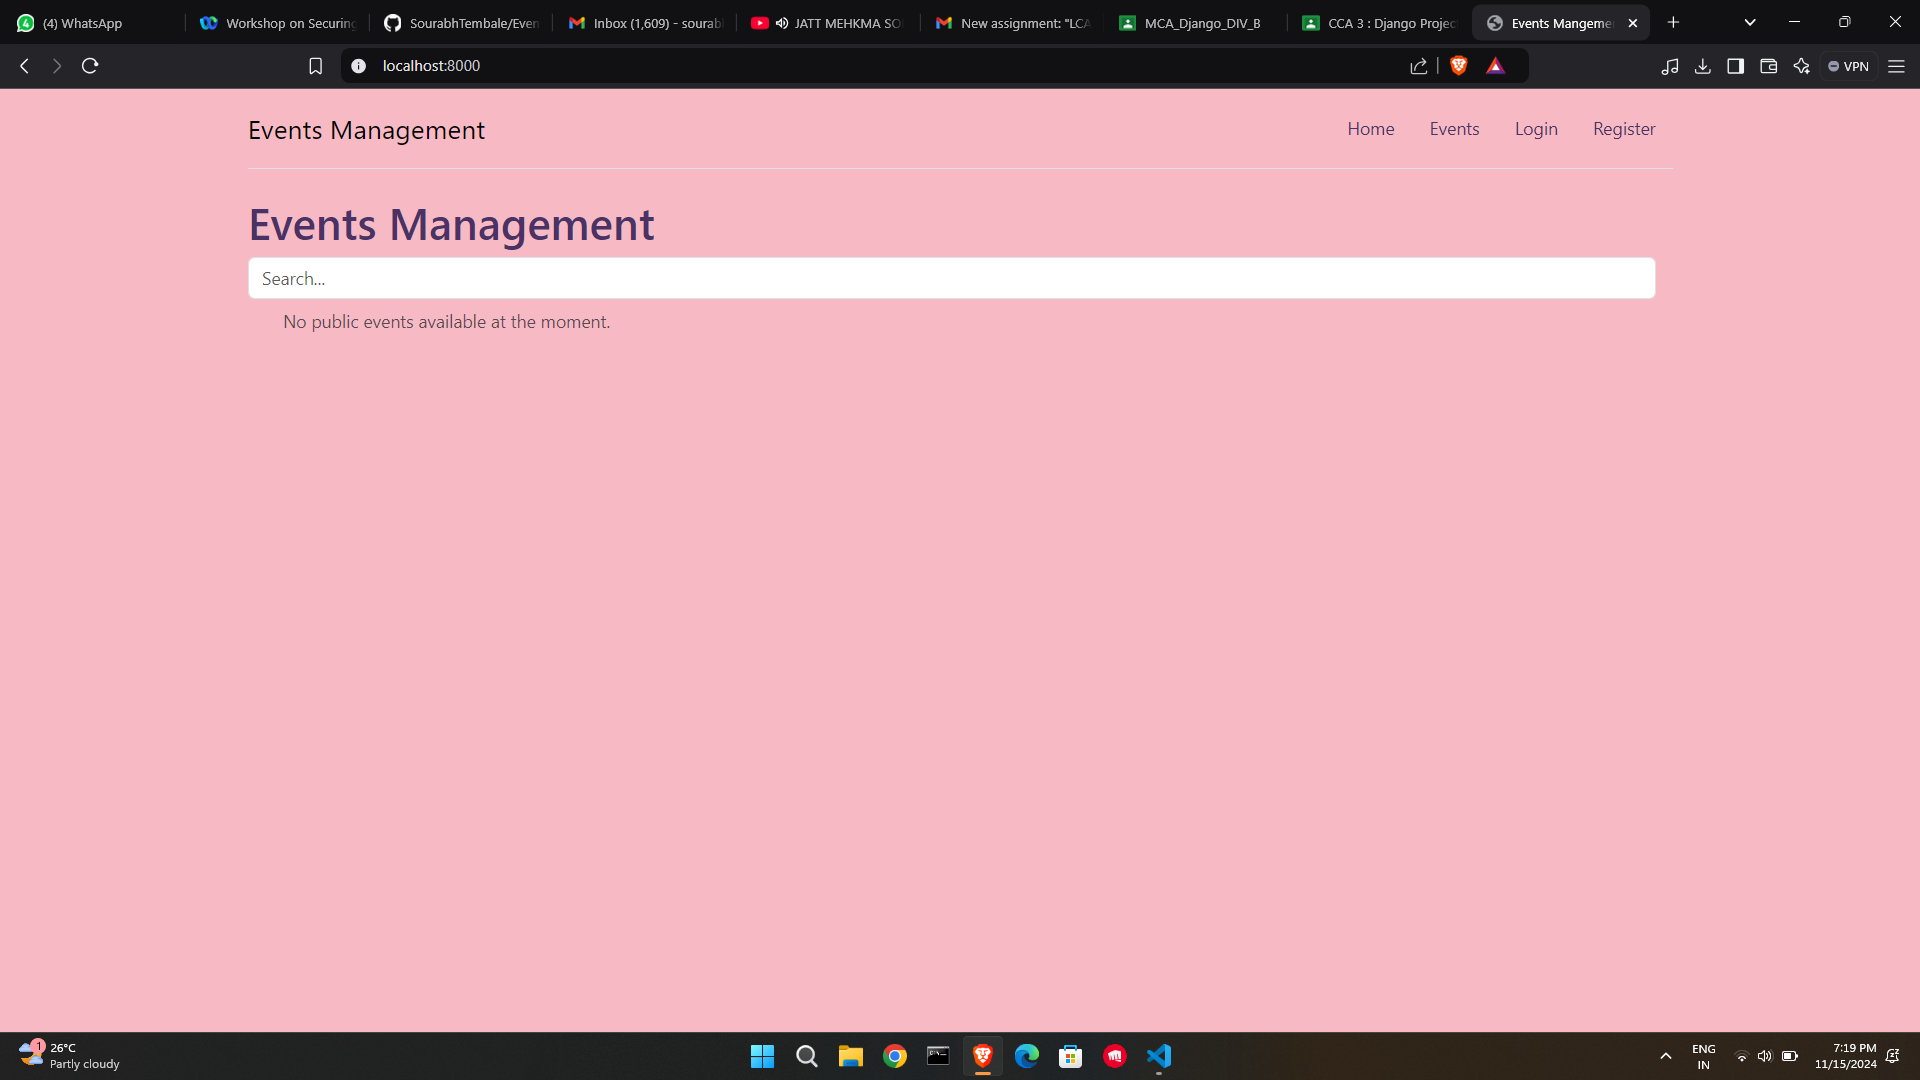 (4) WhatsApp
Workshop on Securing
SourabhTembale/Even
Inbox (1,609) - sourab
JATT MEHKMA SO
New assignment: "LCA
MCA_Django_DIV_B
CCA 3 : Django Projec
Events Mangeme
localhost:8000
VPN
Events Management
Home
Events
Login
Register
Events Management
Search...
No public events available at the moment.
1
26°C
Partly cloudy
ENG
IN
7:19 PM
11/15/2024